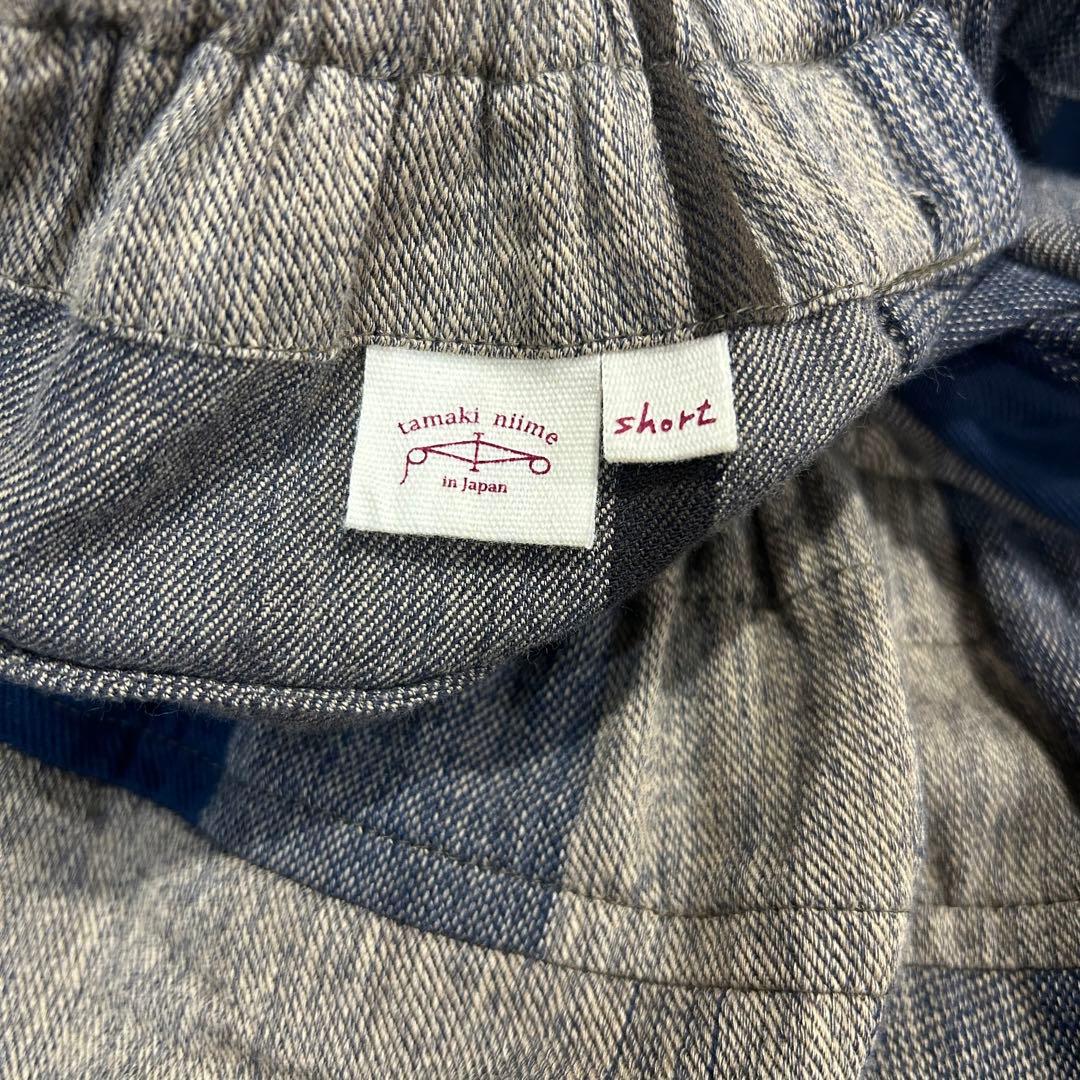 tamaki niime
in Japan
short